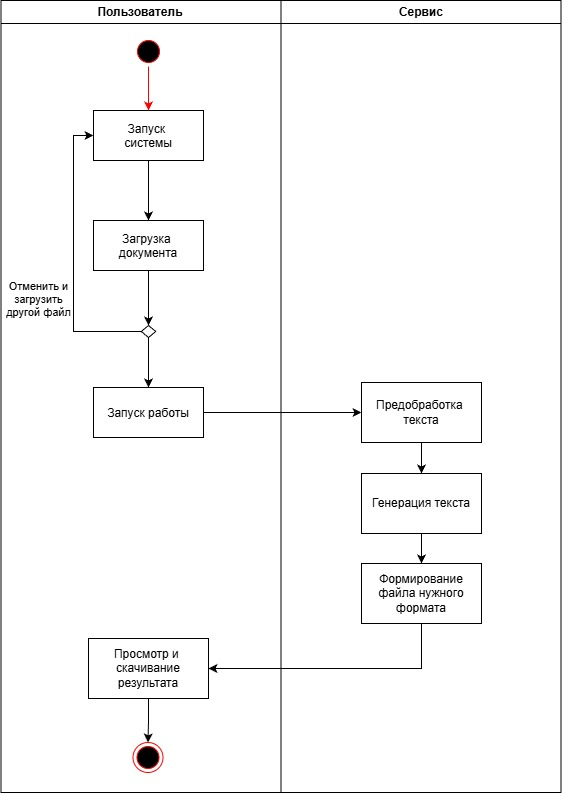 Пользователь
Сервис
Запуск
системы
Загрузка
документа
Отменить и
загрузить
другой файл
Запуск работы
Предобработка
текста
Генерация текста
Формирование
файла нужного
формата
Просмотр и
скачивание
результата